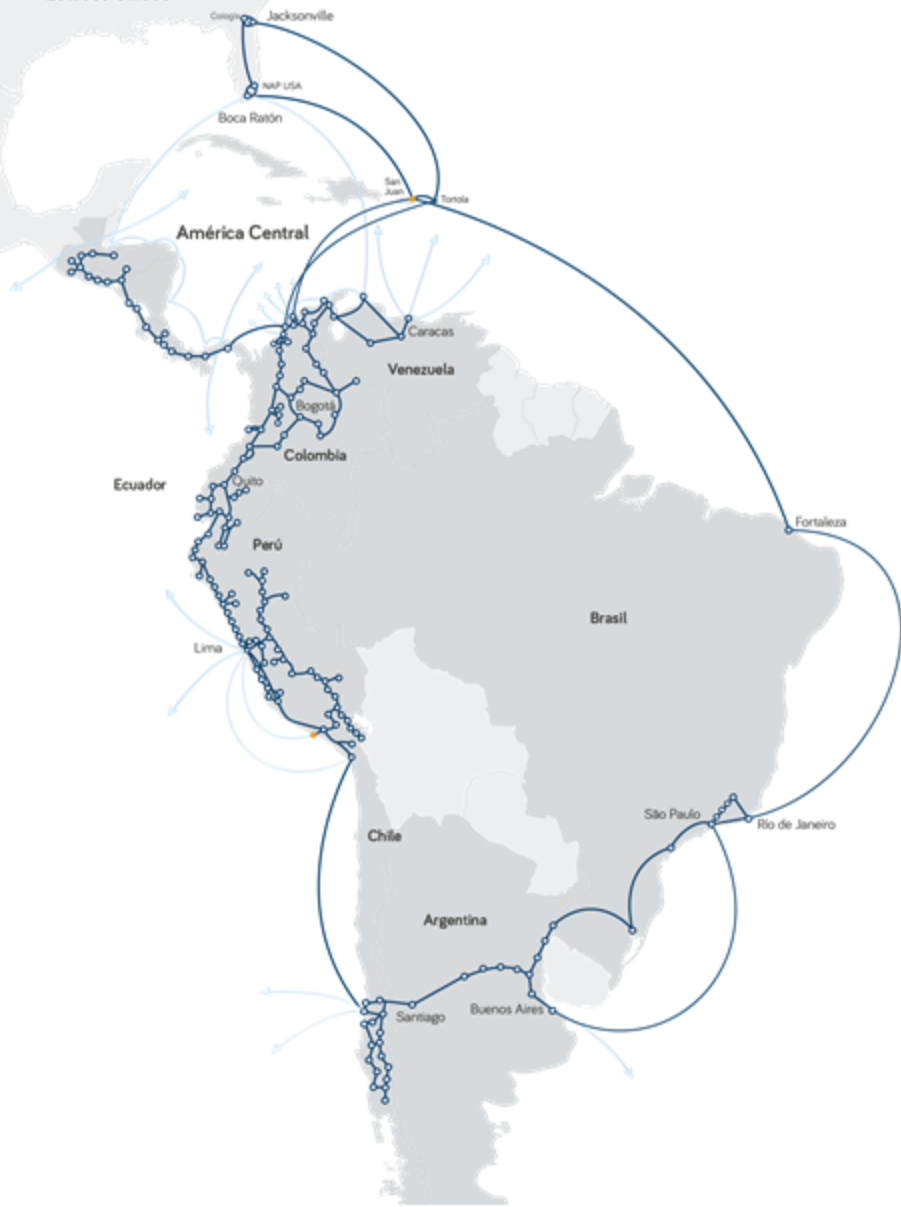 Jacksonville
NAP USA
Boca Ratón
San
Juan
Tortola
América Central
Caracas
Venezuela
Bogotá
Colombia
Ecuador
Quito
Perú
Fortaleza
Brasil
Lima
São Paulo
Río de Janeiro
Chile
Argentina
Santiago
Buenos Aires